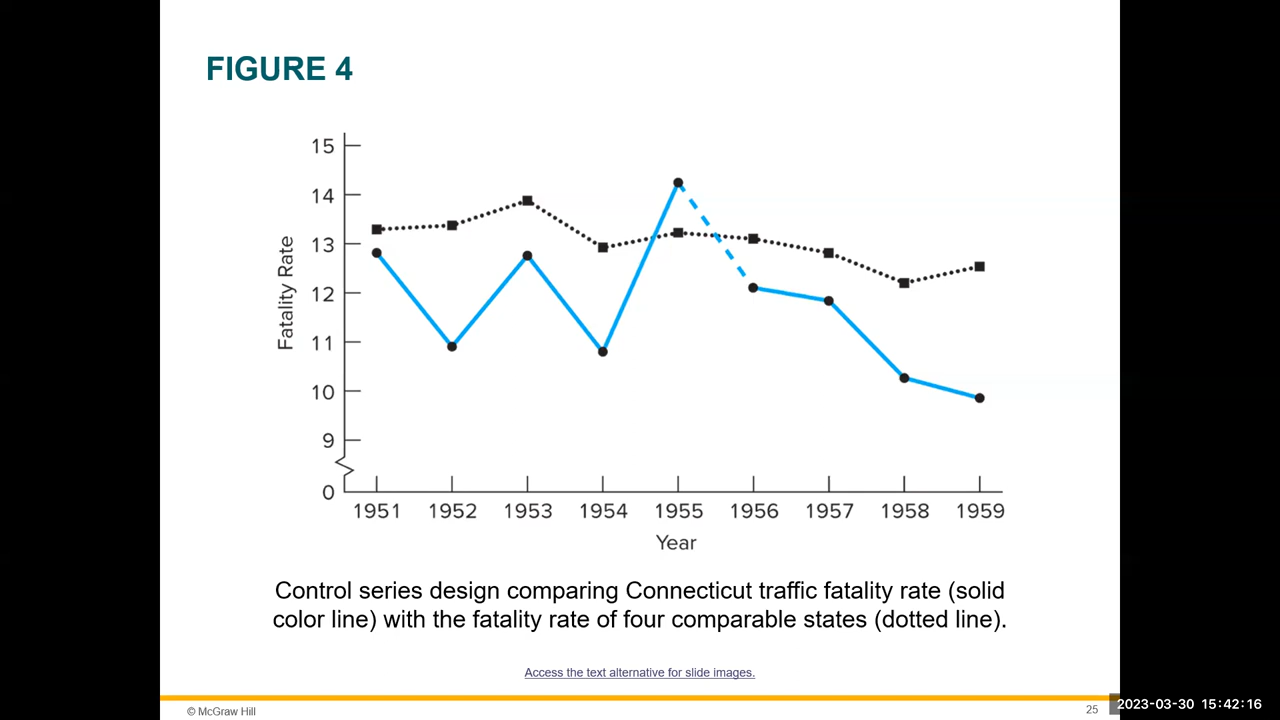 FIGURE 4
15
14
13
12
11
10
9
0
Fatality Rate
1951 1952 1953 1954 1955 1956 1957 1958 1959
Year
Control series design comparing Connecticut traffic fatality rate (solid
color line) with the fatality rate of four comparable states (dotted line).
Access the text alternative for slide images.
© McGraw Hill
25
2023-03-30 15:42:16